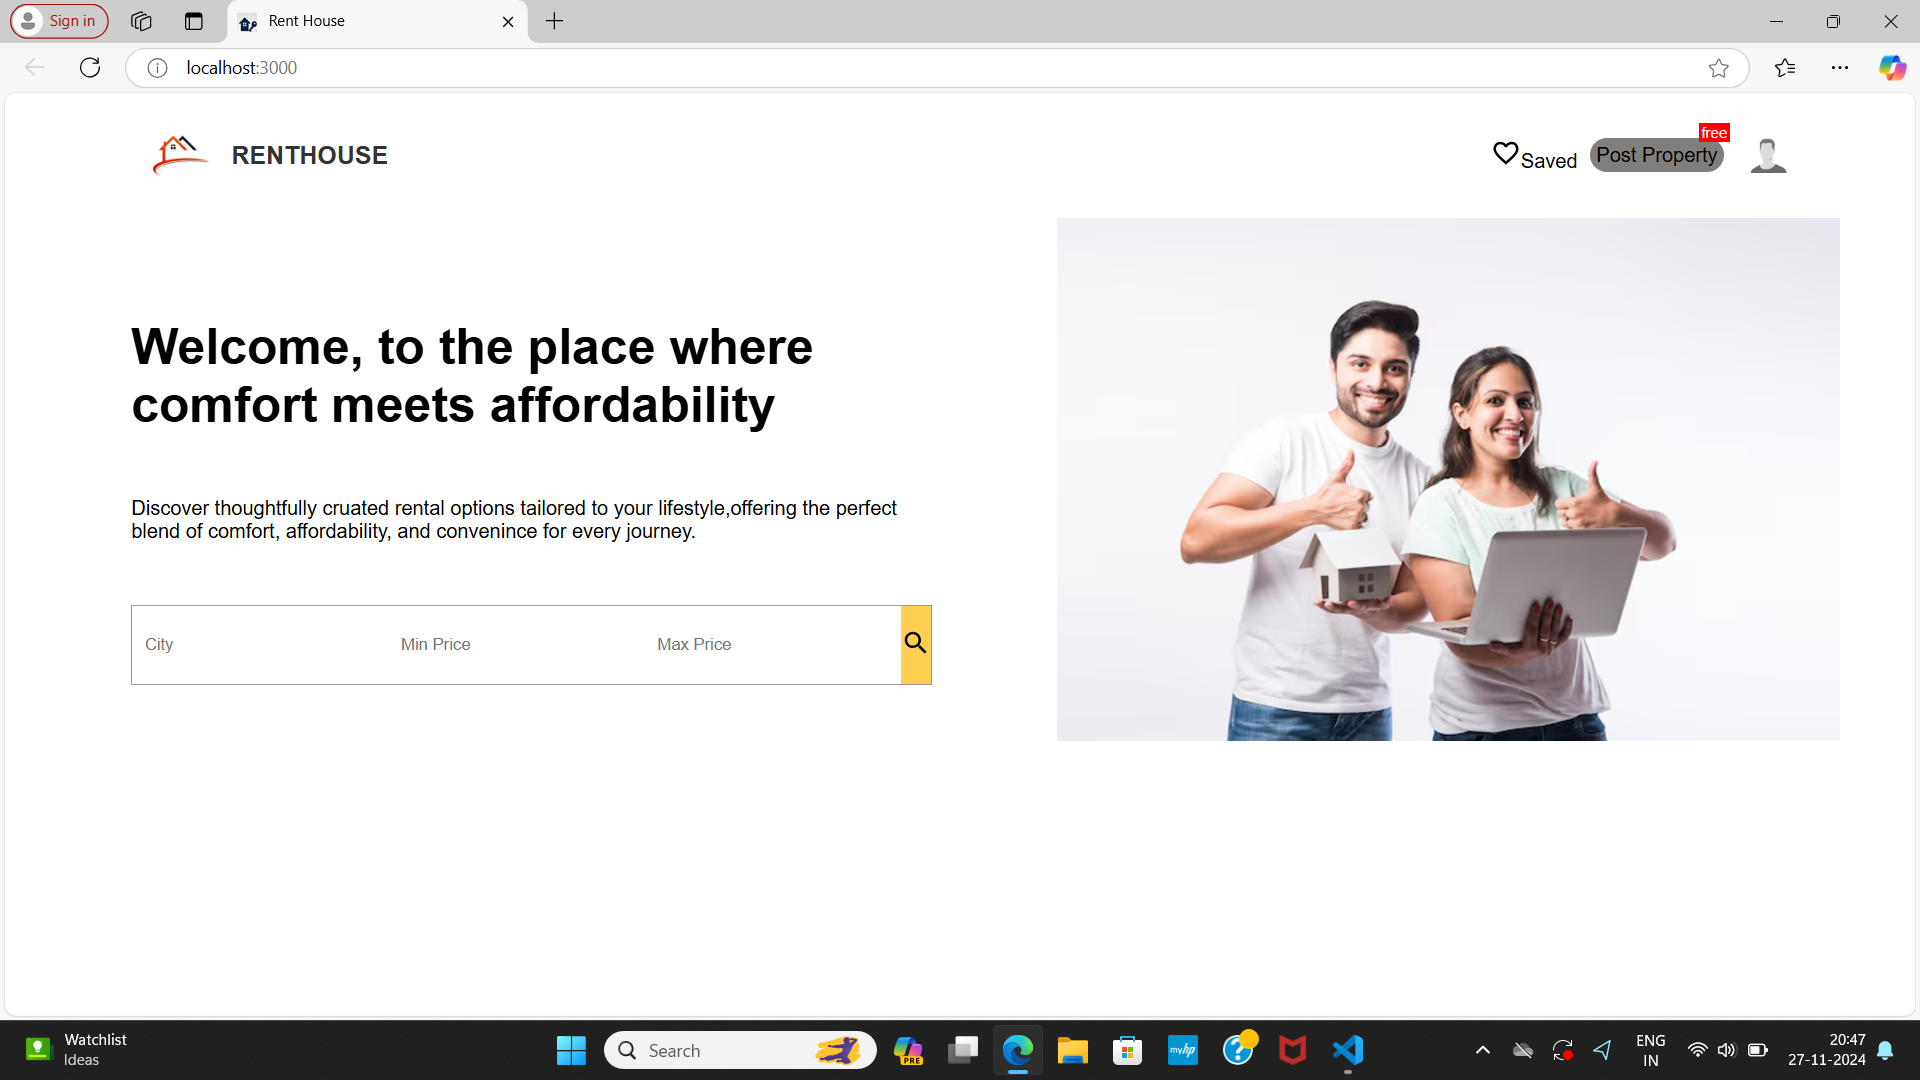 Sign in
Rent House
localhost:3000
RENTHOUSE
Saved
Post Property
free
Welcome, to the place where
comfort meets affordability
Discover thoughtfully cruated rental options tailored to your lifestyle,offering the perfect
blend of comfort, affordability, and convenince for every journey.
City
Min Price
Max Price
Watchlist
Ideas
Search
PRE
myhp
ENG
IN
20:47
27-11-2024